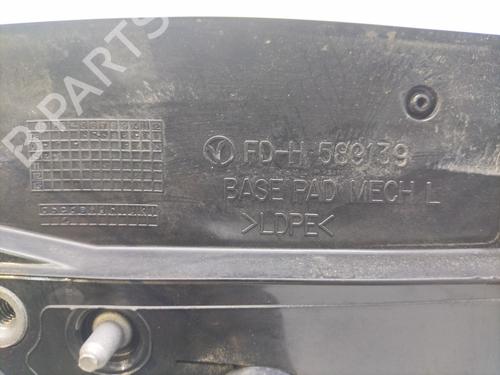 FD-H-589139
BASE PAD MECH L
>LDPE<
B-PARTS